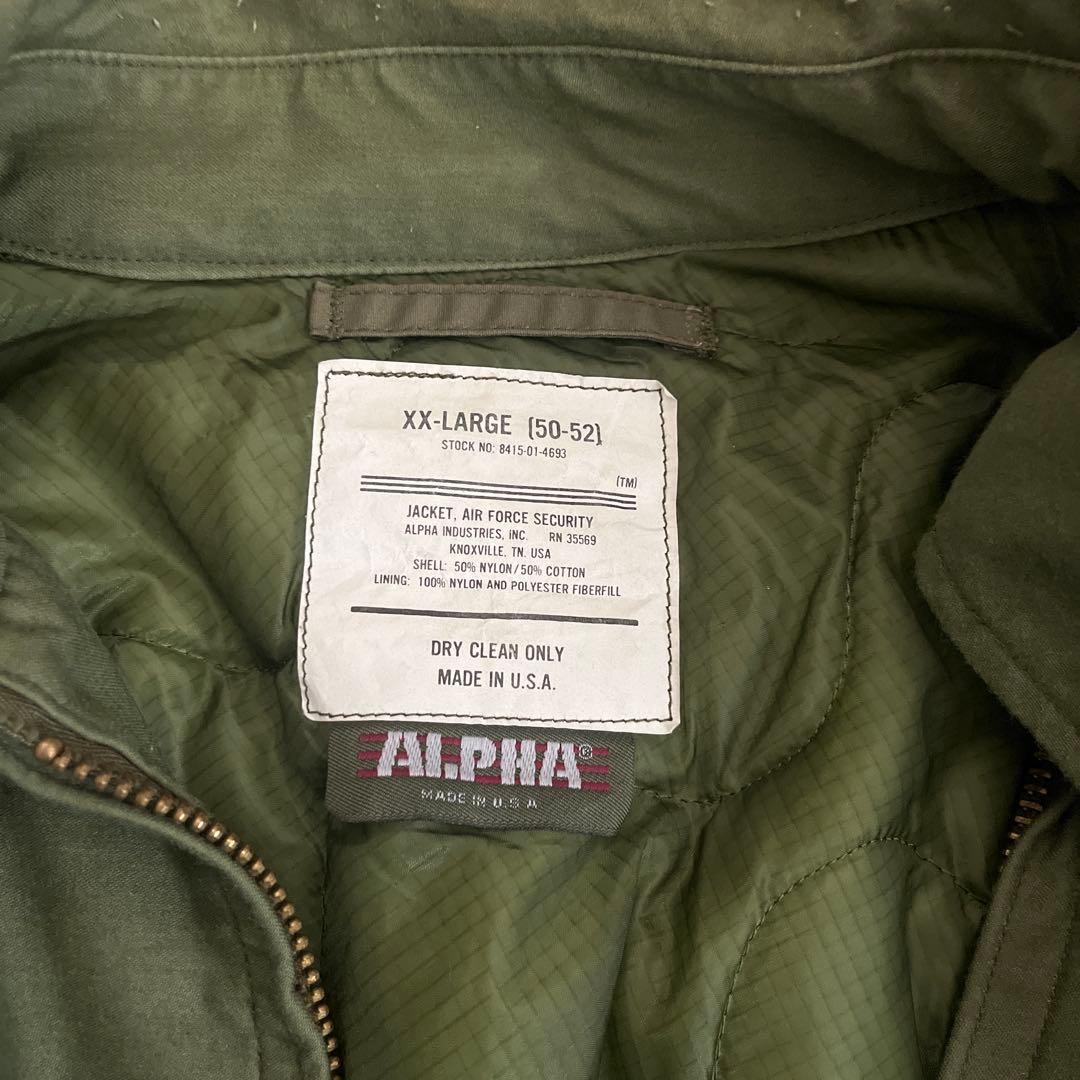 XX-LARGE (50-52)
STOCK NO: 8415-01-4693
(TM)
JACKET, AIR FORCE SECURITY
ALPHA INDUSTRIES, INC. RN 35569
KNOXVILLE, TN. USA
SHELL: 50% NYLON/50% COTTON
LINING: 100% NYLON AND POLYESTER FIBERFILL
DRY CLEAN ONLY
MADE IN U.S.A.
ALPHA®
MADE IN U.S.A